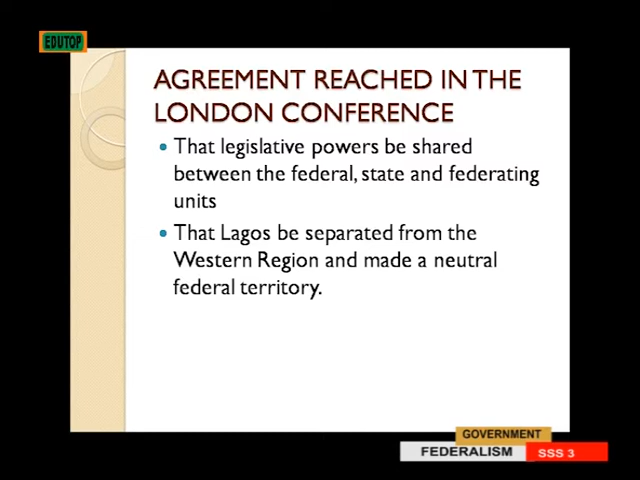 EDUTOP
AGREEMENT REACHED IN THE
LONDON CONFERENCE
• That legislative powers be shared
between the federal, state and federating
units
• That Lagos be separated from the
Western Region and made a neutral
federal territory.
GOVERNMENT
FEDERALISM SSS 3